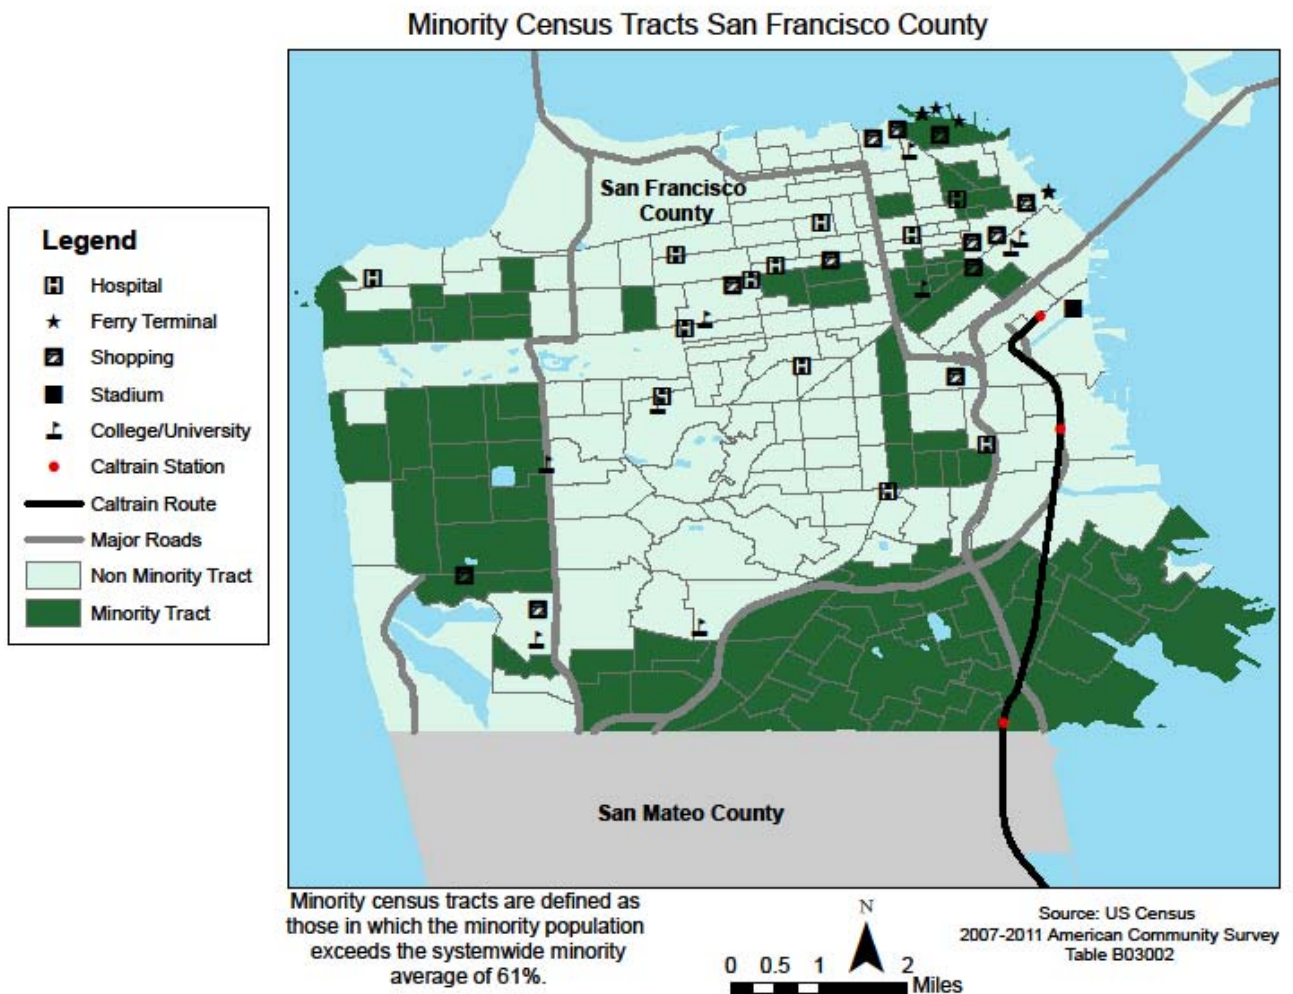 Minority Census Tracts San Francisco County
San Francisco
County
Legend
Hospital
Ferry Terminal
Shopping
Stadium
College/University
Caltrain Station
Caltrain Route
Major Roads
Non Minority Tract
Minority Tract
San Mateo County
Minority census tracts are defined as
those in which the minority population
exceeds the systemwide minority
average of 61%.
N
0 0.5 1 2
Miles
Source: US Census
2007-2011 American Community Survey
Table B03002